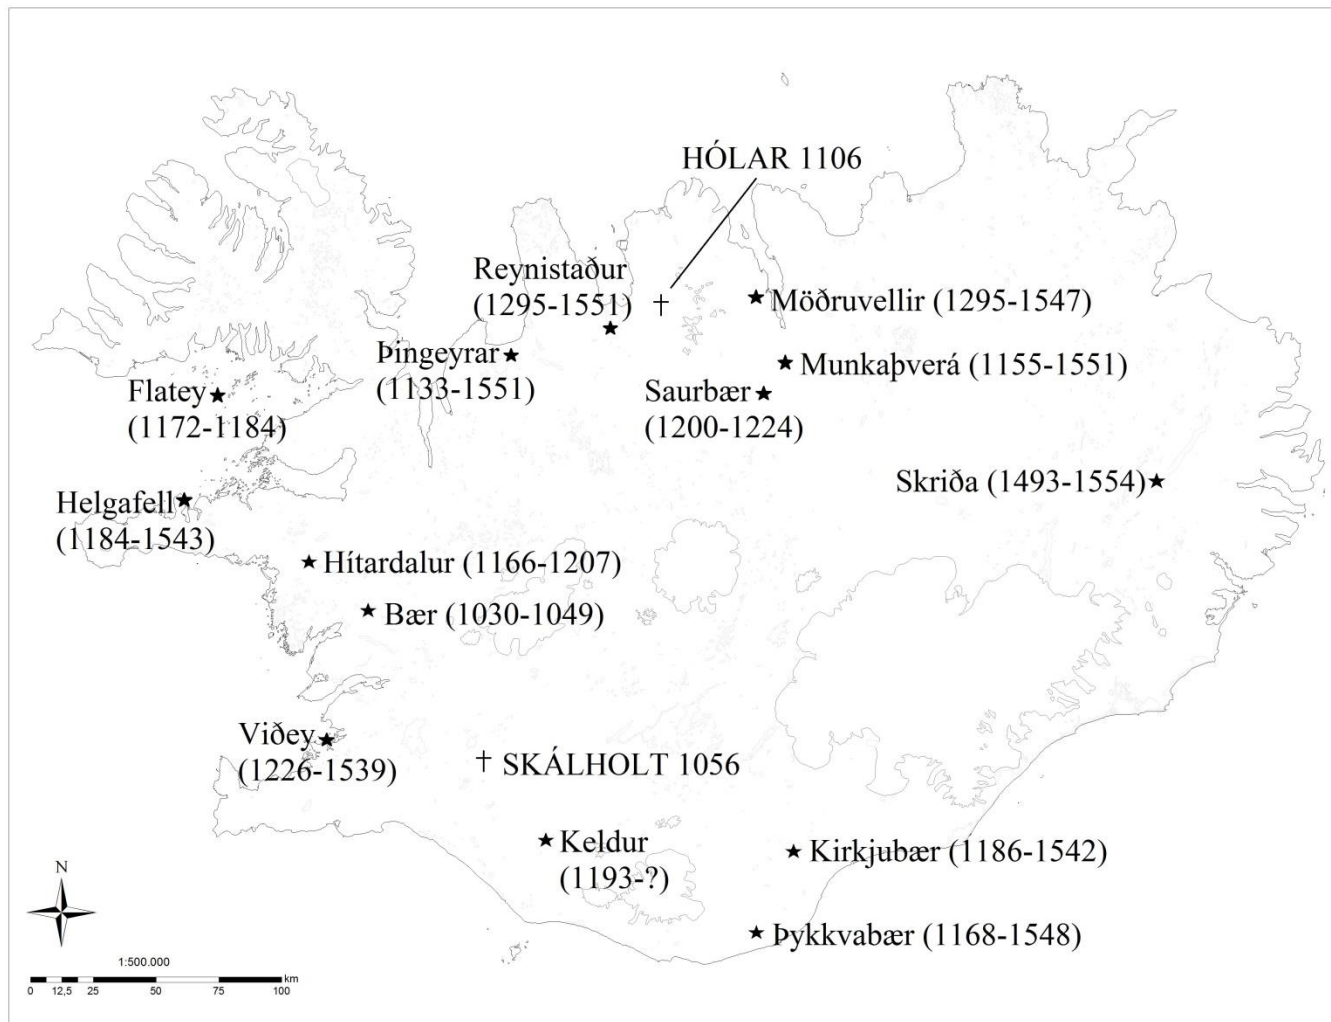 HÓLAR 1106
Reynistaður
(1295-1551)
Möðruvellir (1295-1547)
Þingeyrar
(1133-1551)
Munkaþverá (1155-1551)
Flatey
(1172-1184)
Saurbær
(1200-1224)
Skriða (1493-1554)
Helgafell
(1184-1543)
Hítardalur (1166-1207)
Bær (1030-1049)
Viðey
(1226-1539)
SKÁLHOLT 1056
Keldur
(1193-?)
Kirkjubær (1186-1542)
Þykkvabær (1168-1548)
N
1:500.000
km
0 12,5 25 50 75 100